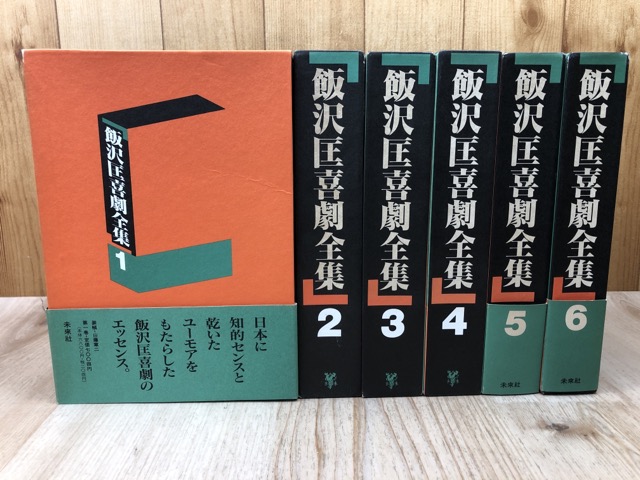 飯沢匡喜劇全集
1
日本に
知的センスと
乾いた
ユーモアを
もたらした
飯沢匡喜劇の
エッセンス。
未來社
飯沢匡喜劇全集
2
飯沢匡喜劇全集
3
飯沢匡喜劇全集
4
飯沢匡喜劇全集
5
未來社
飯沢匡喜劇全集
6
未來社